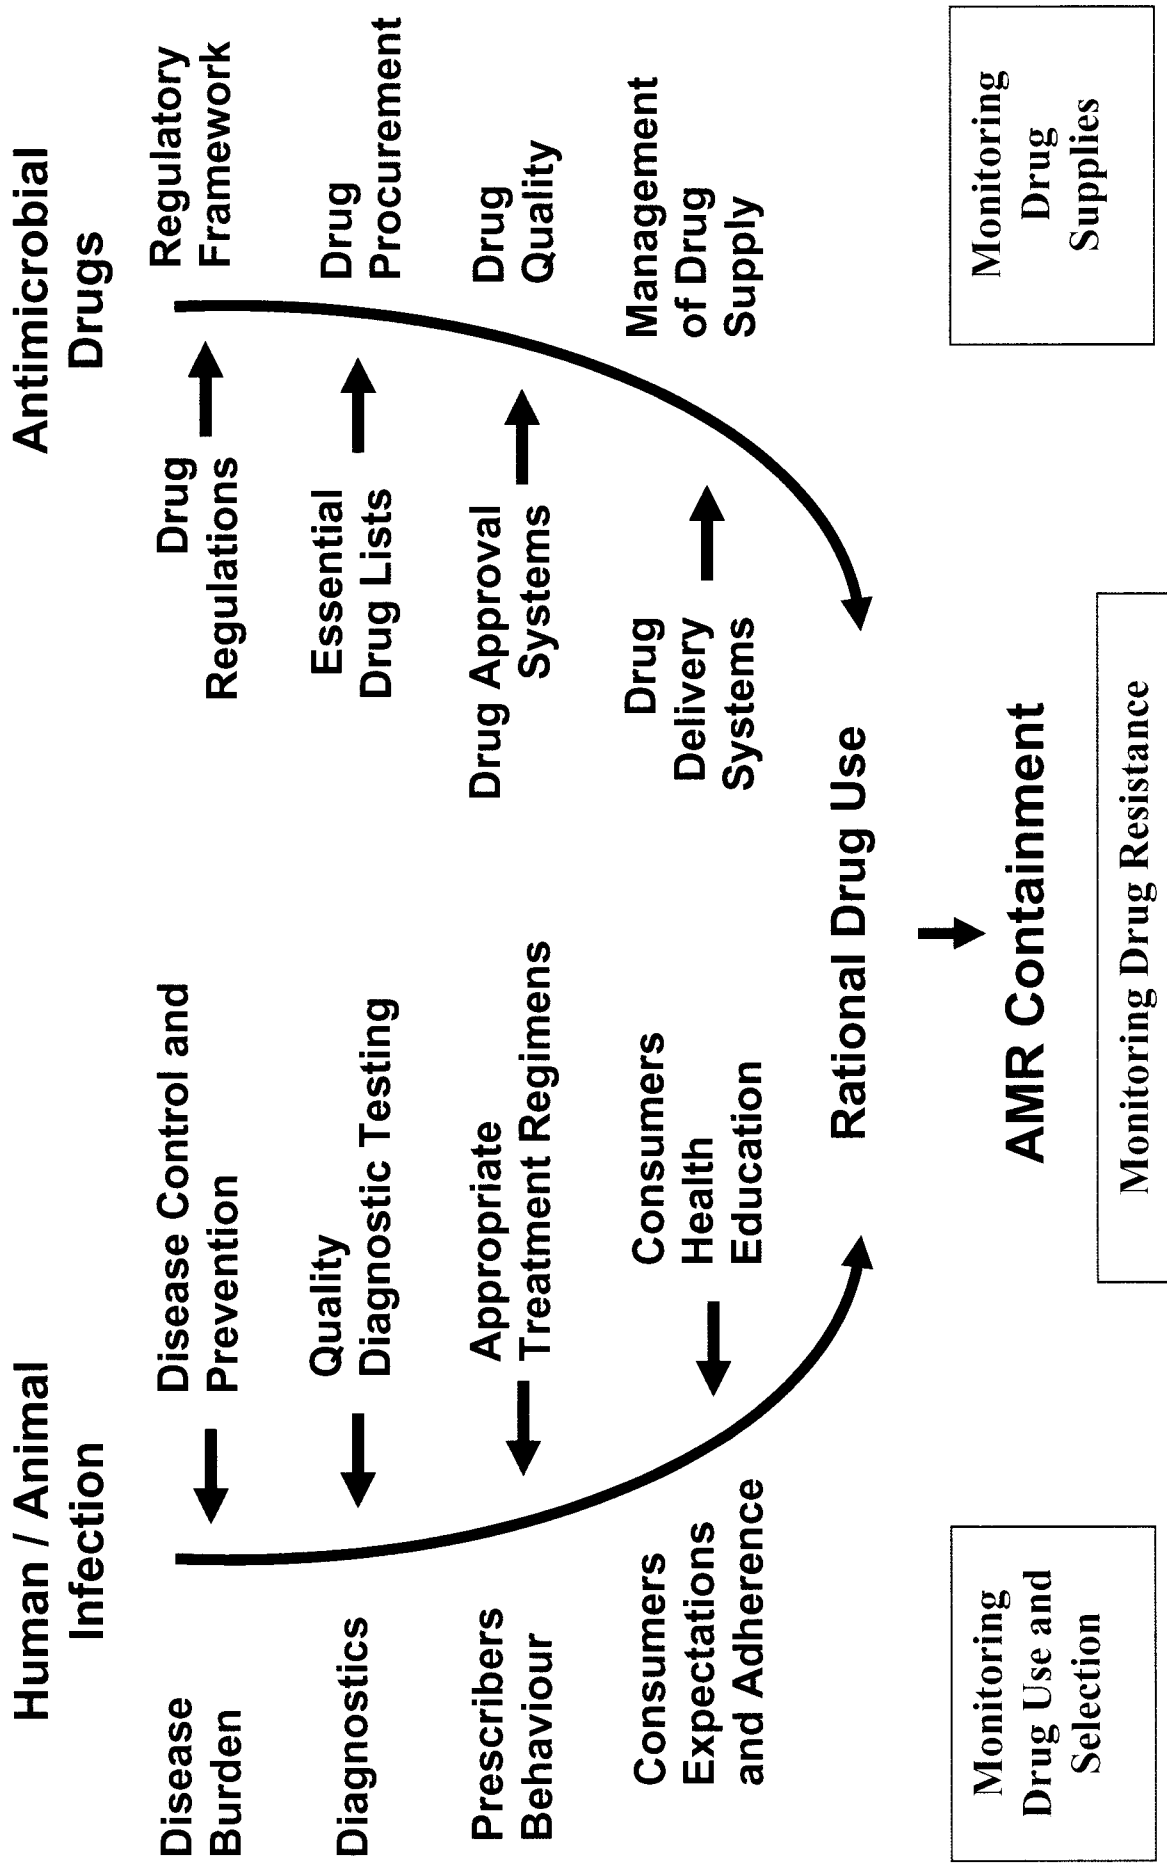 Human / Animal
Infection
Antimicrobial
Drugs
Disease
Burden
Disease Control and
Prevention
Drug
Regulations
Regulatory
Framework
Diagnostics
Quality
Diagnostic Testing
Essential
Drug Lists
Drug
Procurement
Prescribers
Behaviour
Appropriate
Treatment Regimens
Drug Approval
Systems
Drug
Quality
Consumers
Expectations
and Adherence
Consumers
Health
Education
Drug
Delivery
Systems
Management
of Drug
Supply
Rational Drug Use
AMR Containment
Monitoring
Drug Use and
Selection
Monitoring Drug Resistance
Monitoring
Drug
Supplies